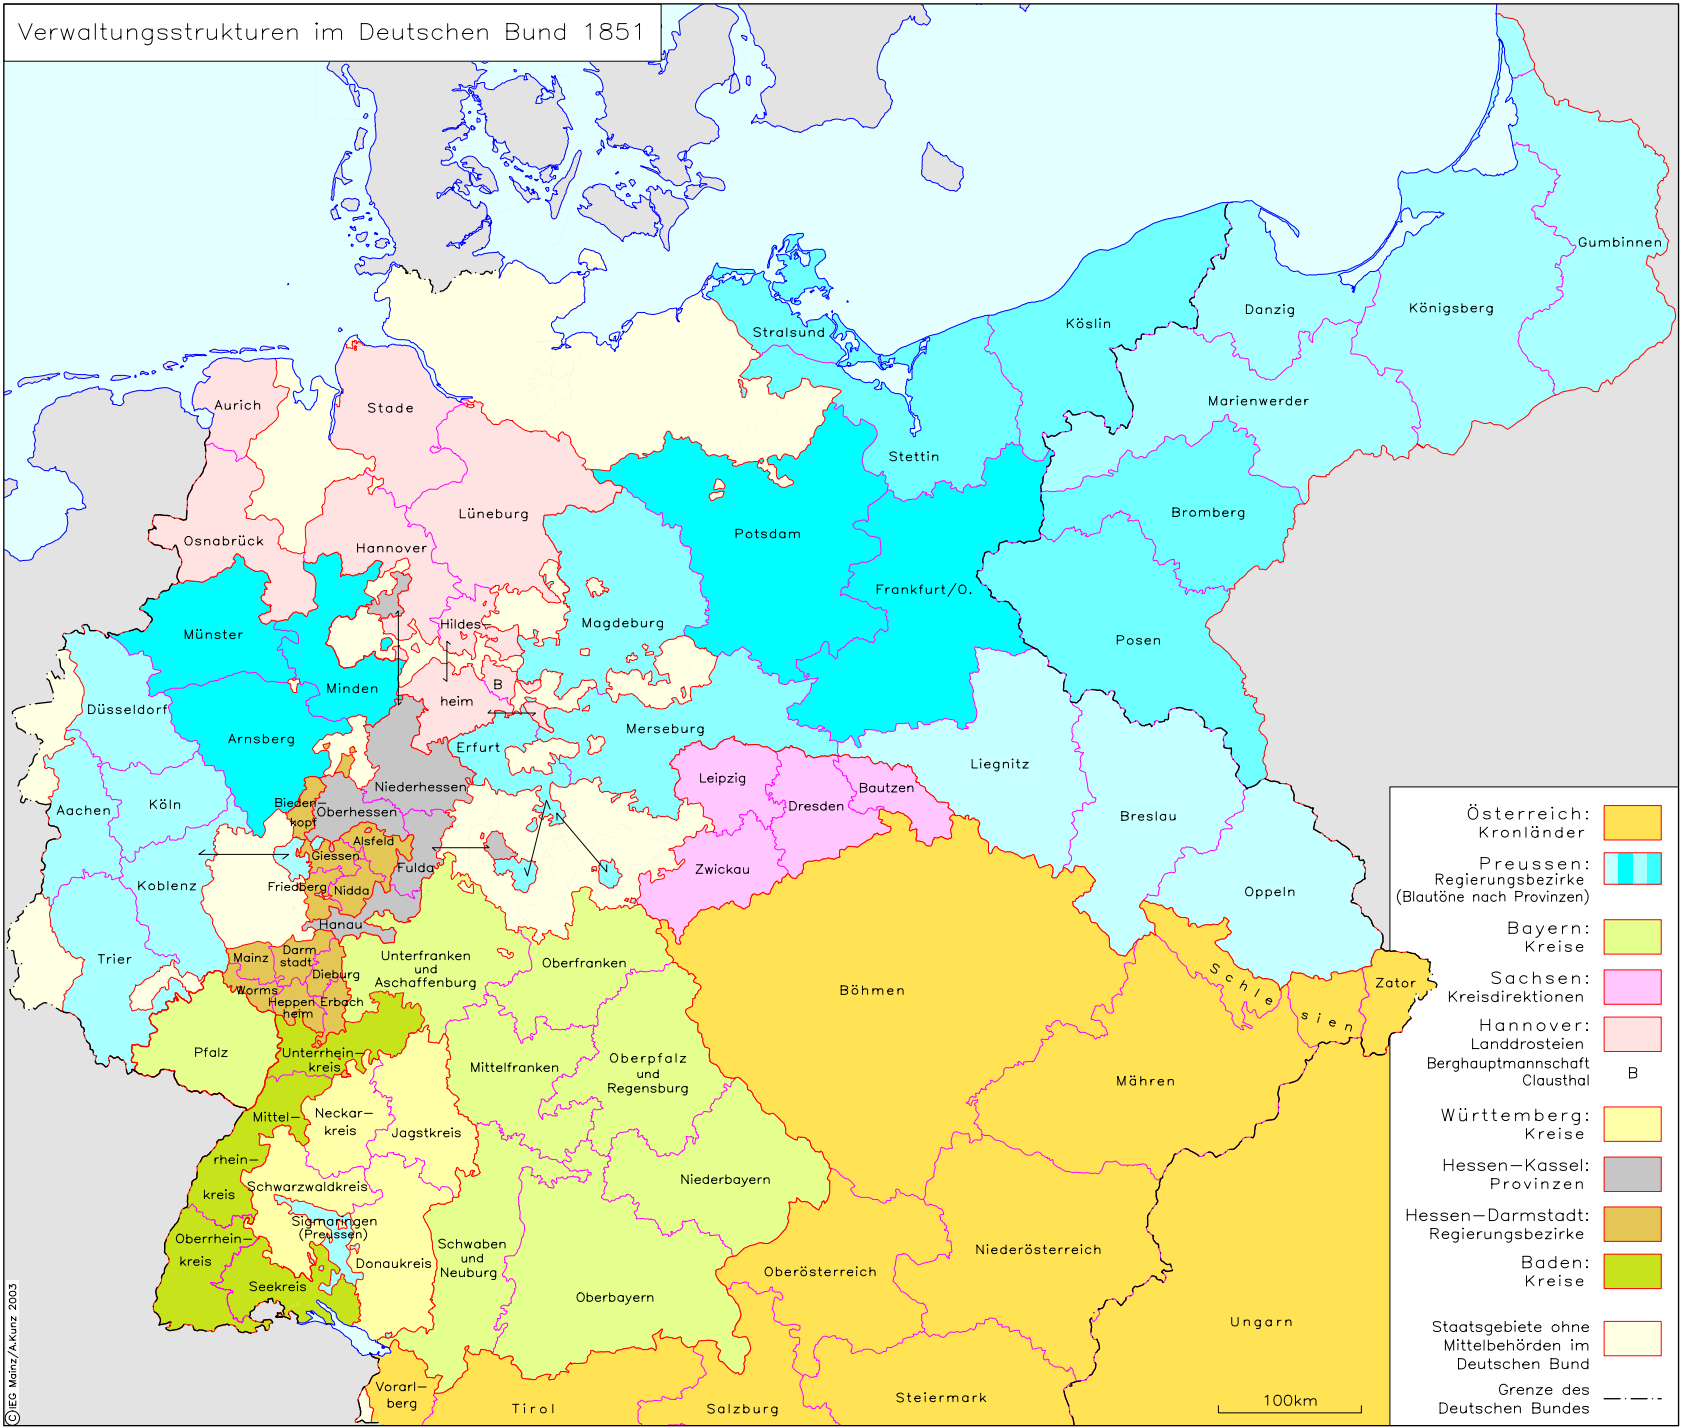 Verwaltungsstrukturen im Deutschen Bund 1851
Gumbinnen
Königsberg
Danzig
Köslin
Stralsund
Marienwerder
Aurich
Stade
Stettin
Bromberg
Lüneburg
Potsdam
Osnabrück
Hannover
Frankfurt/O.
Posen
Magdeburg
Hildes-
heim
B
Münster
Minden
Düsseldorf
Arnsberg
Erfurt
Merseburg
Liegnitz
Leipzig
Dresden
Bautzen
Niederhessen
Bieden-
kopf
Oberhessen
Aachen
Köln
Breslau
Alsfeld
Giessen
Fulda
Zwickau
Koblenz
Friedberg
Nidda
Oppeln
Hanau
Trier
Mainz
Darm
stadt
Dieburg
Worms
Heppen
heim
Erbach
Unterfranken
und
Aschaffenburg
Oberfranken
Böhmen
Schle
sien
Zator
Pfalz
Unterrhein-
kreis
Mittelfranken
Oberpfalz
und
Regensburg
Mähren
Mittel-
rhein-
kreis
Neckar-
kreis
Jagstkreis
Schwarzwaldkreis
Niederbayern
Sigmaringen
(Preussen)
Oberrhein-
kreis
Donaukreis
Schwaben
und
Neuburg
Seekreis
Oberbayern
Oberösterreich
Niederösterreich
Ungarn
Vorarl-
berg
Tirol
Salzburg
Steiermark
Österreich:
Kronländer
Preussen:
Regierungsbezirke
(Blautöne nach Provinzen)
Bayern:
Kreise
Sachsen:
Kreisdirektionen
Hannover:
Landdrosteien
Berghauptmannschaft
Clausthal B
Württemberg:
Kreise
Hessen-Kassel:
Provinzen
Hessen-Darmstadt:
Regierungsbezirke
Baden:
Kreise
Staatsgebiete ohne
Mittelbehörden im
Deutschen Bund
Grenze des
Deutschen Bundes
100km
©IEG Mainz/A.Kunz 2003